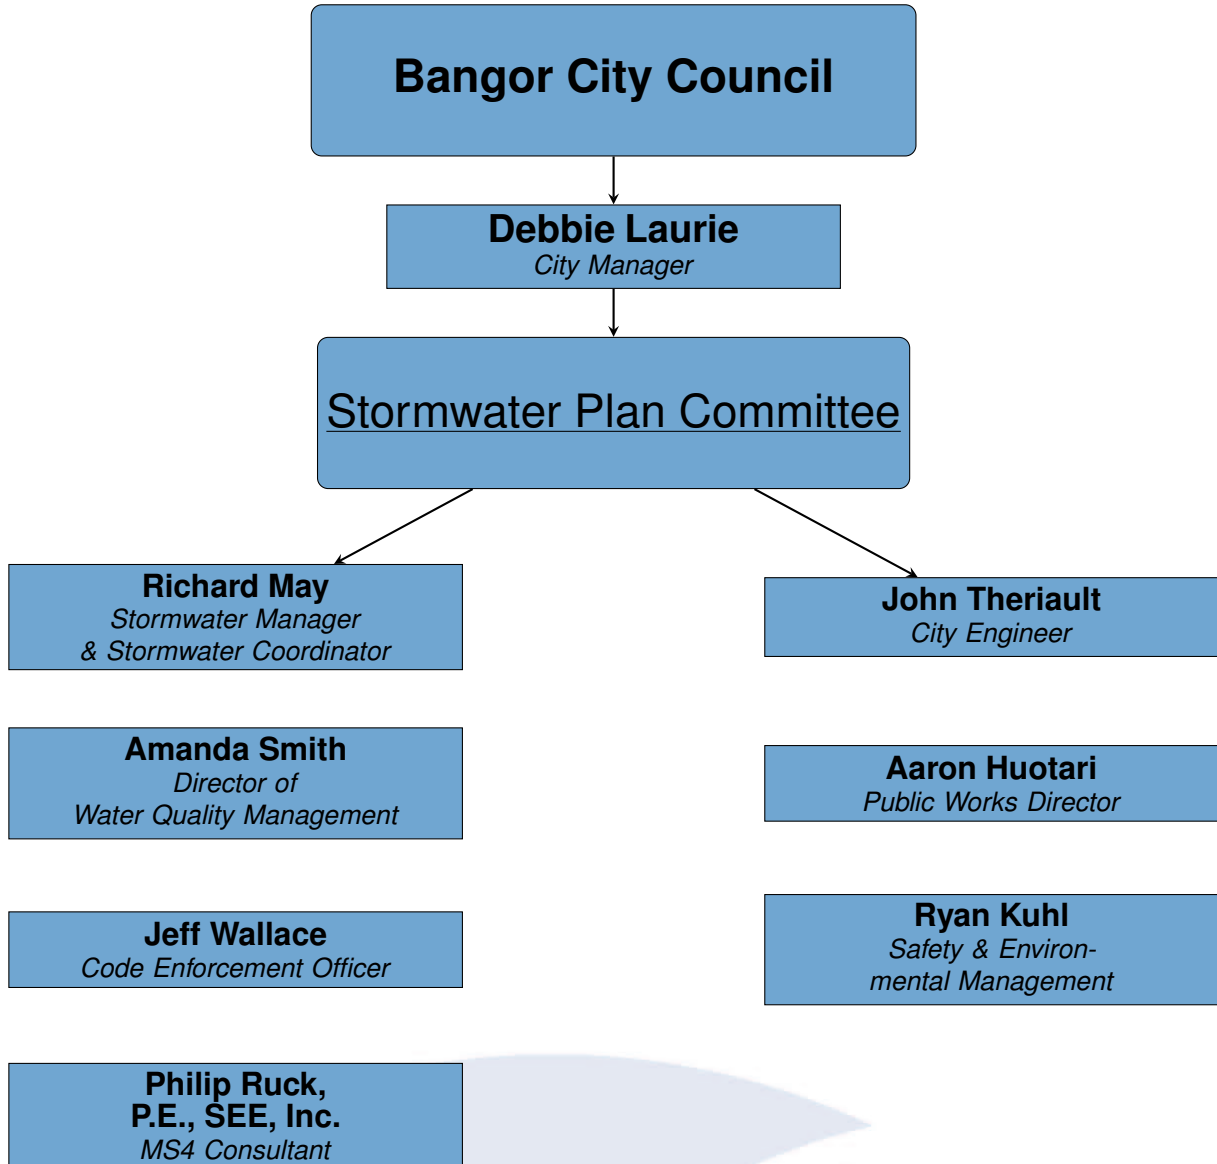 Bangor City Council
Debbie Laurie
City Manager
Stormwater Plan Committee
Richard May
Stormwater Manager
& Stormwater Coordinator
John Theriault
City Engineer
Amanda Smith
Director of
Water Quality Management
Aaron Huotari
Public Works Director
Jeff Wallace
Code Enforcement Officer
Ryan Kuhl
Safety & Environ-
mental Management
Philip Ruck,
P.E., SEE, Inc.
MS4 Consultant